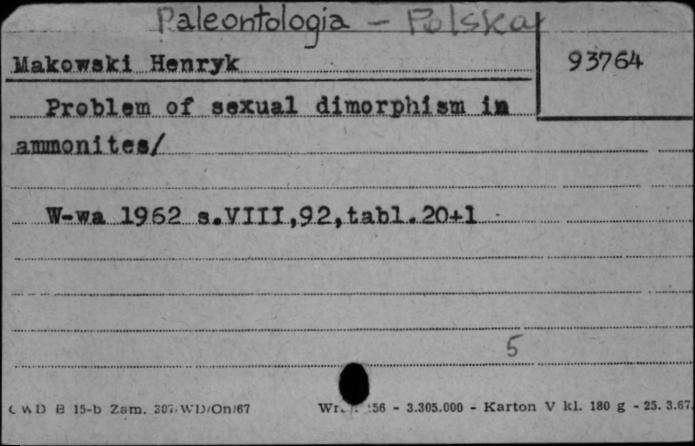 Paleontologia - Polska
Makowski Henryk
93764
Problem of sexual dimorphism in
ammonites/
W-wa 1962 s.VIII,92,tabl.20+1
5
C W D B 15-b Zam. 307/WD/On/67
56 - 3.305.000 - Karton V kl. 180 g - 25. 3.67.